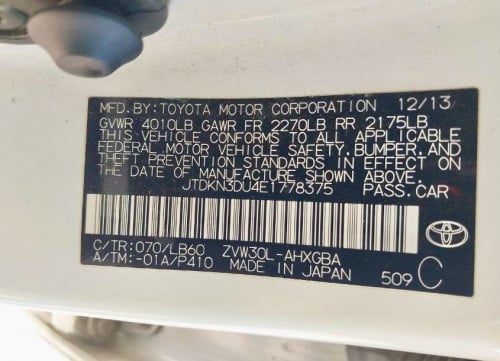 MFD. BY: TOYOTA MOTOR CORPORATION 12/13
GVWR 4010LB GAWR FR 2270LB RR 2175LB
THIS VEHICLE CONFORMS TO ALL APPLICABLE
FEDERAL MOTOR VEHICLE SAFETY, BUMPER, AND
THEFT PREVENTION STANDARDS IN EFFECT ON
THE DATE OF MANUFACTURE SHOWN ABOVE.
JTDKN3DU4E1778375 PASS. CAR
C/TR: 070/LB60 ZVW30L-AHXGBA
A/TM: -01A/P410 MADE IN JAPAN 509 C